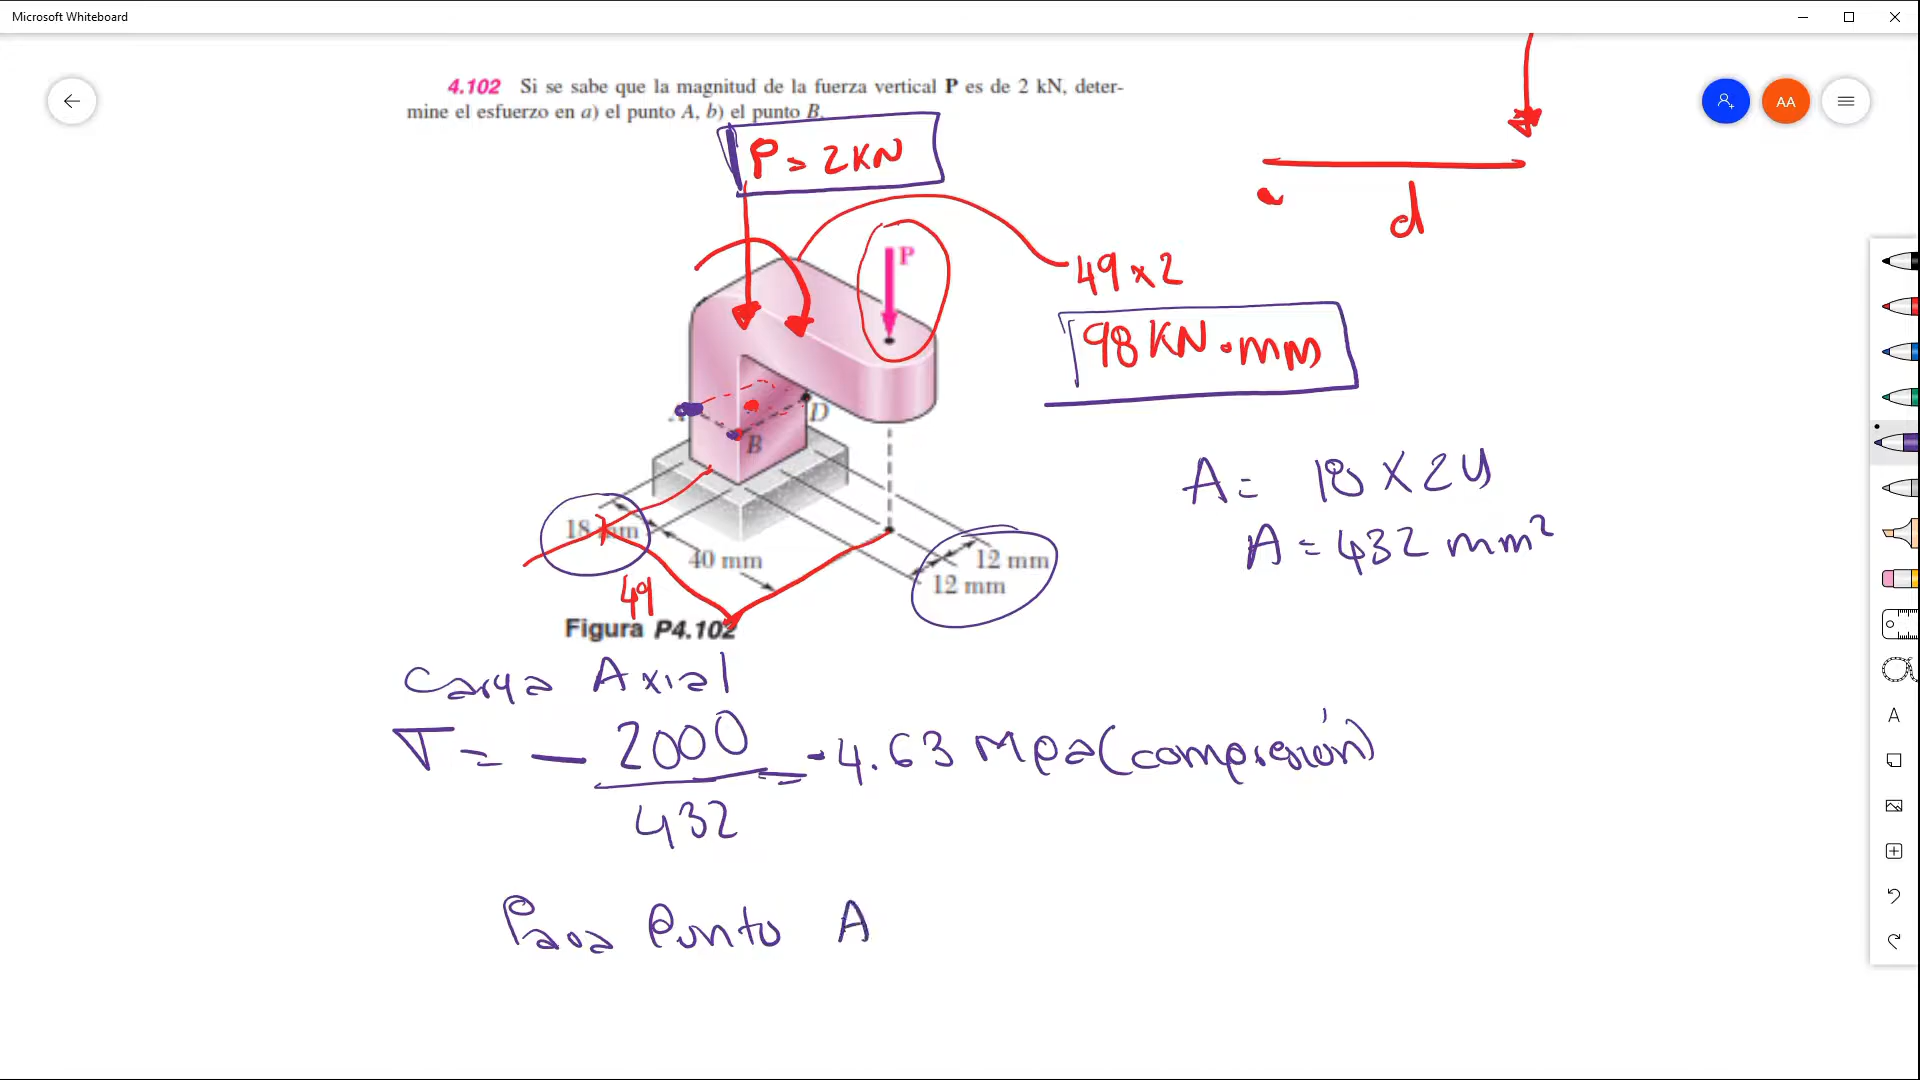 Microsoft Whiteboard
4.102 Si se sabe que la magnitud de la fuerza vertical P es de 2 kN, deter-
mine el esfuerzo en a) el punto A, b) el punto B.
AA
P = 2KN
d
P
49 x 2
98 KN • mm
A
D
B
A = 18 X 24
A = 432 mm²
18 mm
40 mm
12 mm
12 mm
49
Figura P4.102
Carga Axial
σ = - 2000 = -4.63 Mpa (compresión)
432
Para Punto A
A